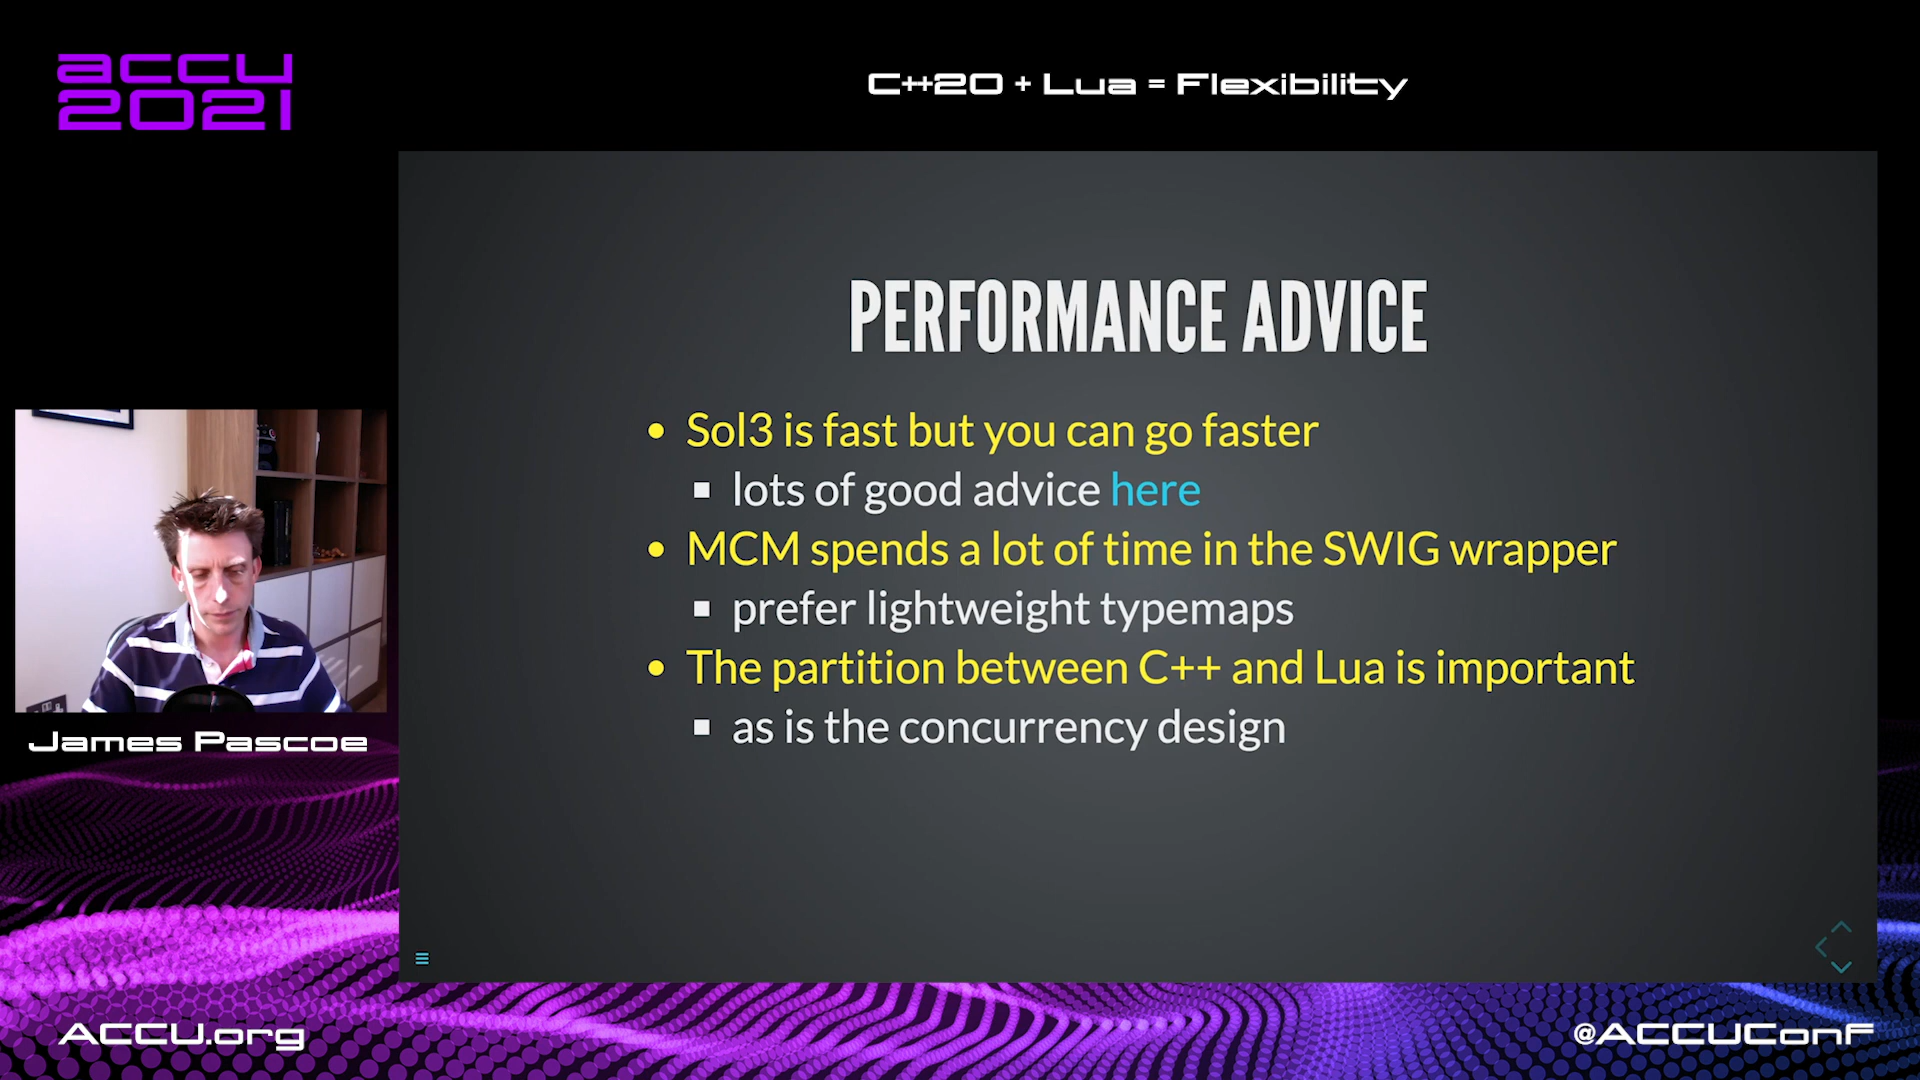 accu
2021
C++20 + Lua = Flexibility
PERFORMANCE ADVICE
Sol3 is fast but you can go faster
lots of good advice here
MCM spends a lot of time in the SWIG wrapper
prefer lightweight typemaps
The partition between C++ and Lua is important
as is the concurrency design
James Pascoe
ACCU.org
@ACCUConf